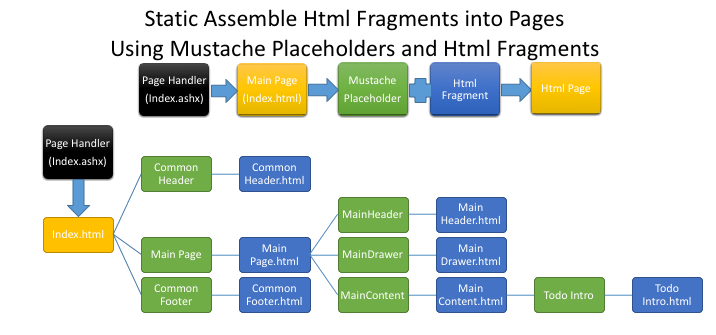 Static Assemble Html Fragments into Pages
Using Mustache Placeholders and Html Fragments
Page Handler
(Index.ashx)
Main Page
(Index.html)
Mustache
Placeholder
Html
Fragment
Html Page
Page Handler
(Index.ashx)
Index.html
Common
Header
Common
Header.html
Main Page
Main
Page.html
Common
Footer
Common
Footer.html
MainHeader
Main
Header.html
MainDrawer
Main
Drawer.html
MainContent
Main
Content.html
Todo Intro
Todo
Intro.html